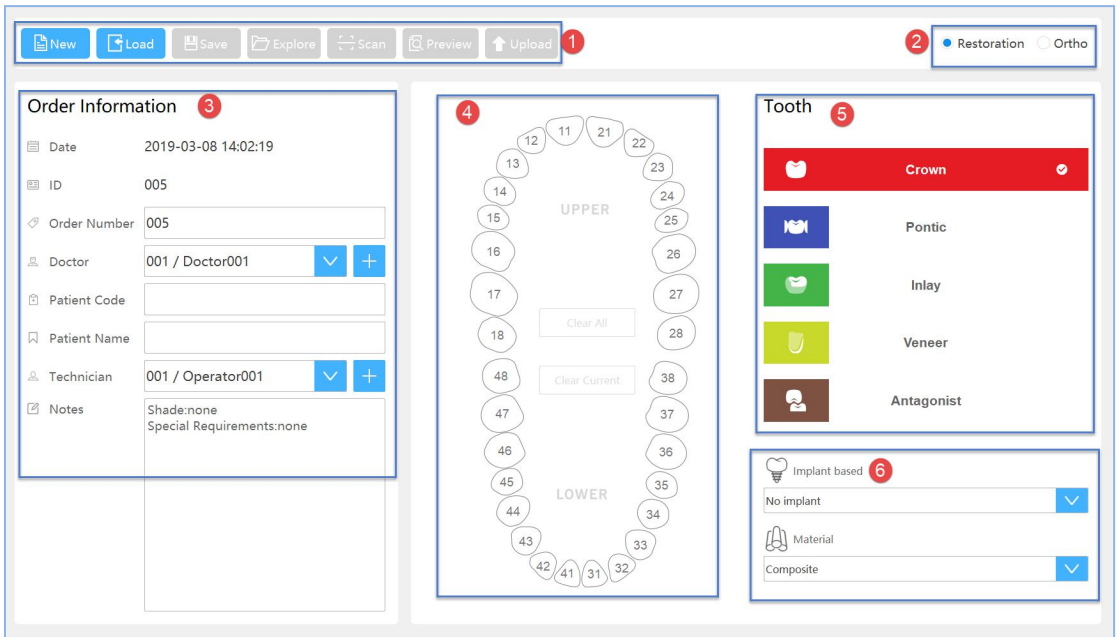 New Load Save Explore Scan Preview Upload 1
2 Restoration Ortho
Order Information 3
Date 2019-03-08 14:02:19
ID 005
Order Number 005
Doctor 001 / Doctor001
Patient Code
Patient Name
Technician 001 / Operator001
Notes Shade:none
Special Requirements:none
4
11 21
12 22
13 23
14 24
UPPER
15 25
16 26
17 27
Clear All
18 28
48 38
Clear Current
47 37
46 36
45 35
LOWER
44 34
43 33
42 32
41 31
Tooth 5
Crown
Pontic
Inlay
Veneer
Antagonist
Implant based 6
No implant
Material
Composite